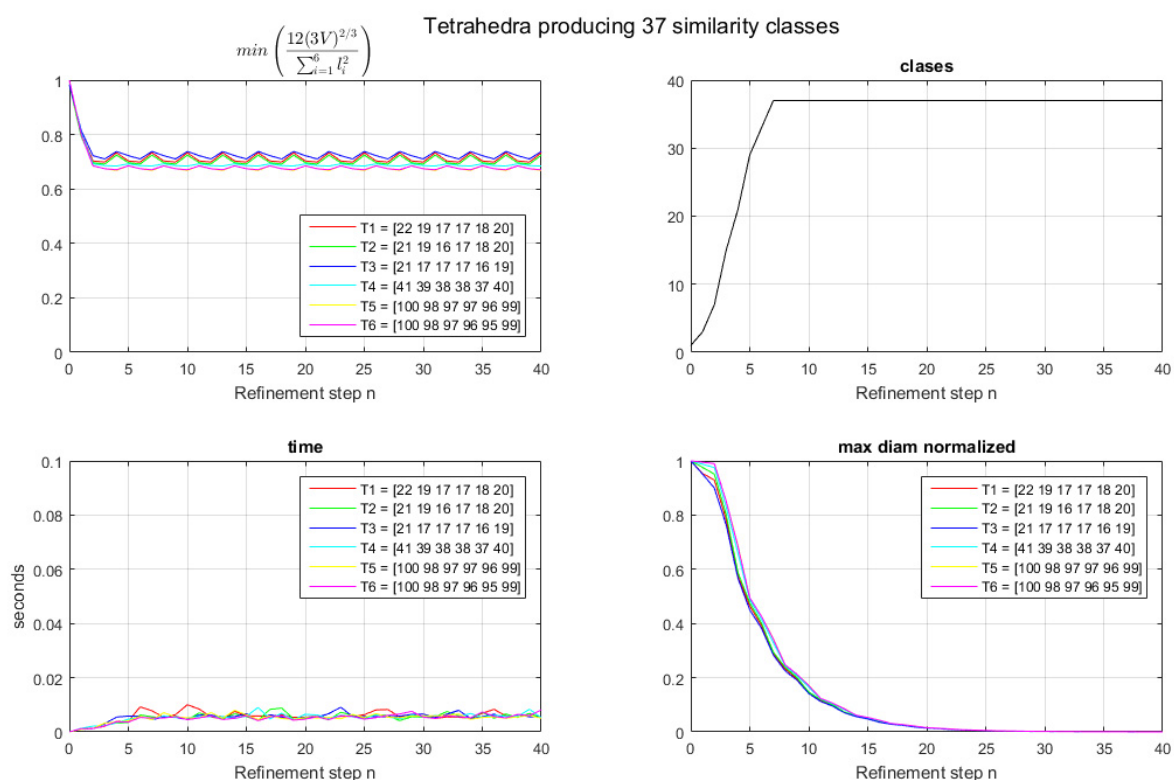 Tetrahedra producing 37 similarity classes
min ( 12(3V)^{2/3} / \sum_{i=1}^{6} l_i^2 )
1
0.8
0.6
0.4
0.2
0
T1 = [22 19 17 17 18 20]
T2 = [21 19 16 17 18 20]
T3 = [21 17 17 17 16 19]
T4 = [41 39 38 38 37 40]
T5 = [100 98 97 97 96 99]
T6 = [100 98 97 96 95 99]
0 5 10 15 20 25 30 35 40
Refinement step n
clases
40
30
20
10
0
0 5 10 15 20 25 30 35 40
Refinement step n
time
seconds
0.1
0.08
0.06
0.04
0.02
0
T1 = [22 19 17 17 18 20]
T2 = [21 19 16 17 18 20]
T3 = [21 17 17 17 16 19]
T4 = [41 39 38 38 37 40]
T5 = [100 98 97 97 96 99]
T6 = [100 98 97 96 95 99]
0 5 10 15 20 25 30 35 40
Refinement step n
max diam normalized
1
0.8
0.6
0.4
0.2
0
T1 = [22 19 17 17 18 20]
T2 = [21 19 16 17 18 20]
T3 = [21 17 17 17 16 19]
T4 = [41 39 38 38 37 40]
T5 = [100 98 97 97 96 99]
T6 = [100 98 97 96 95 99]
0 5 10 15 20 25 30 35 40
Refinement step n